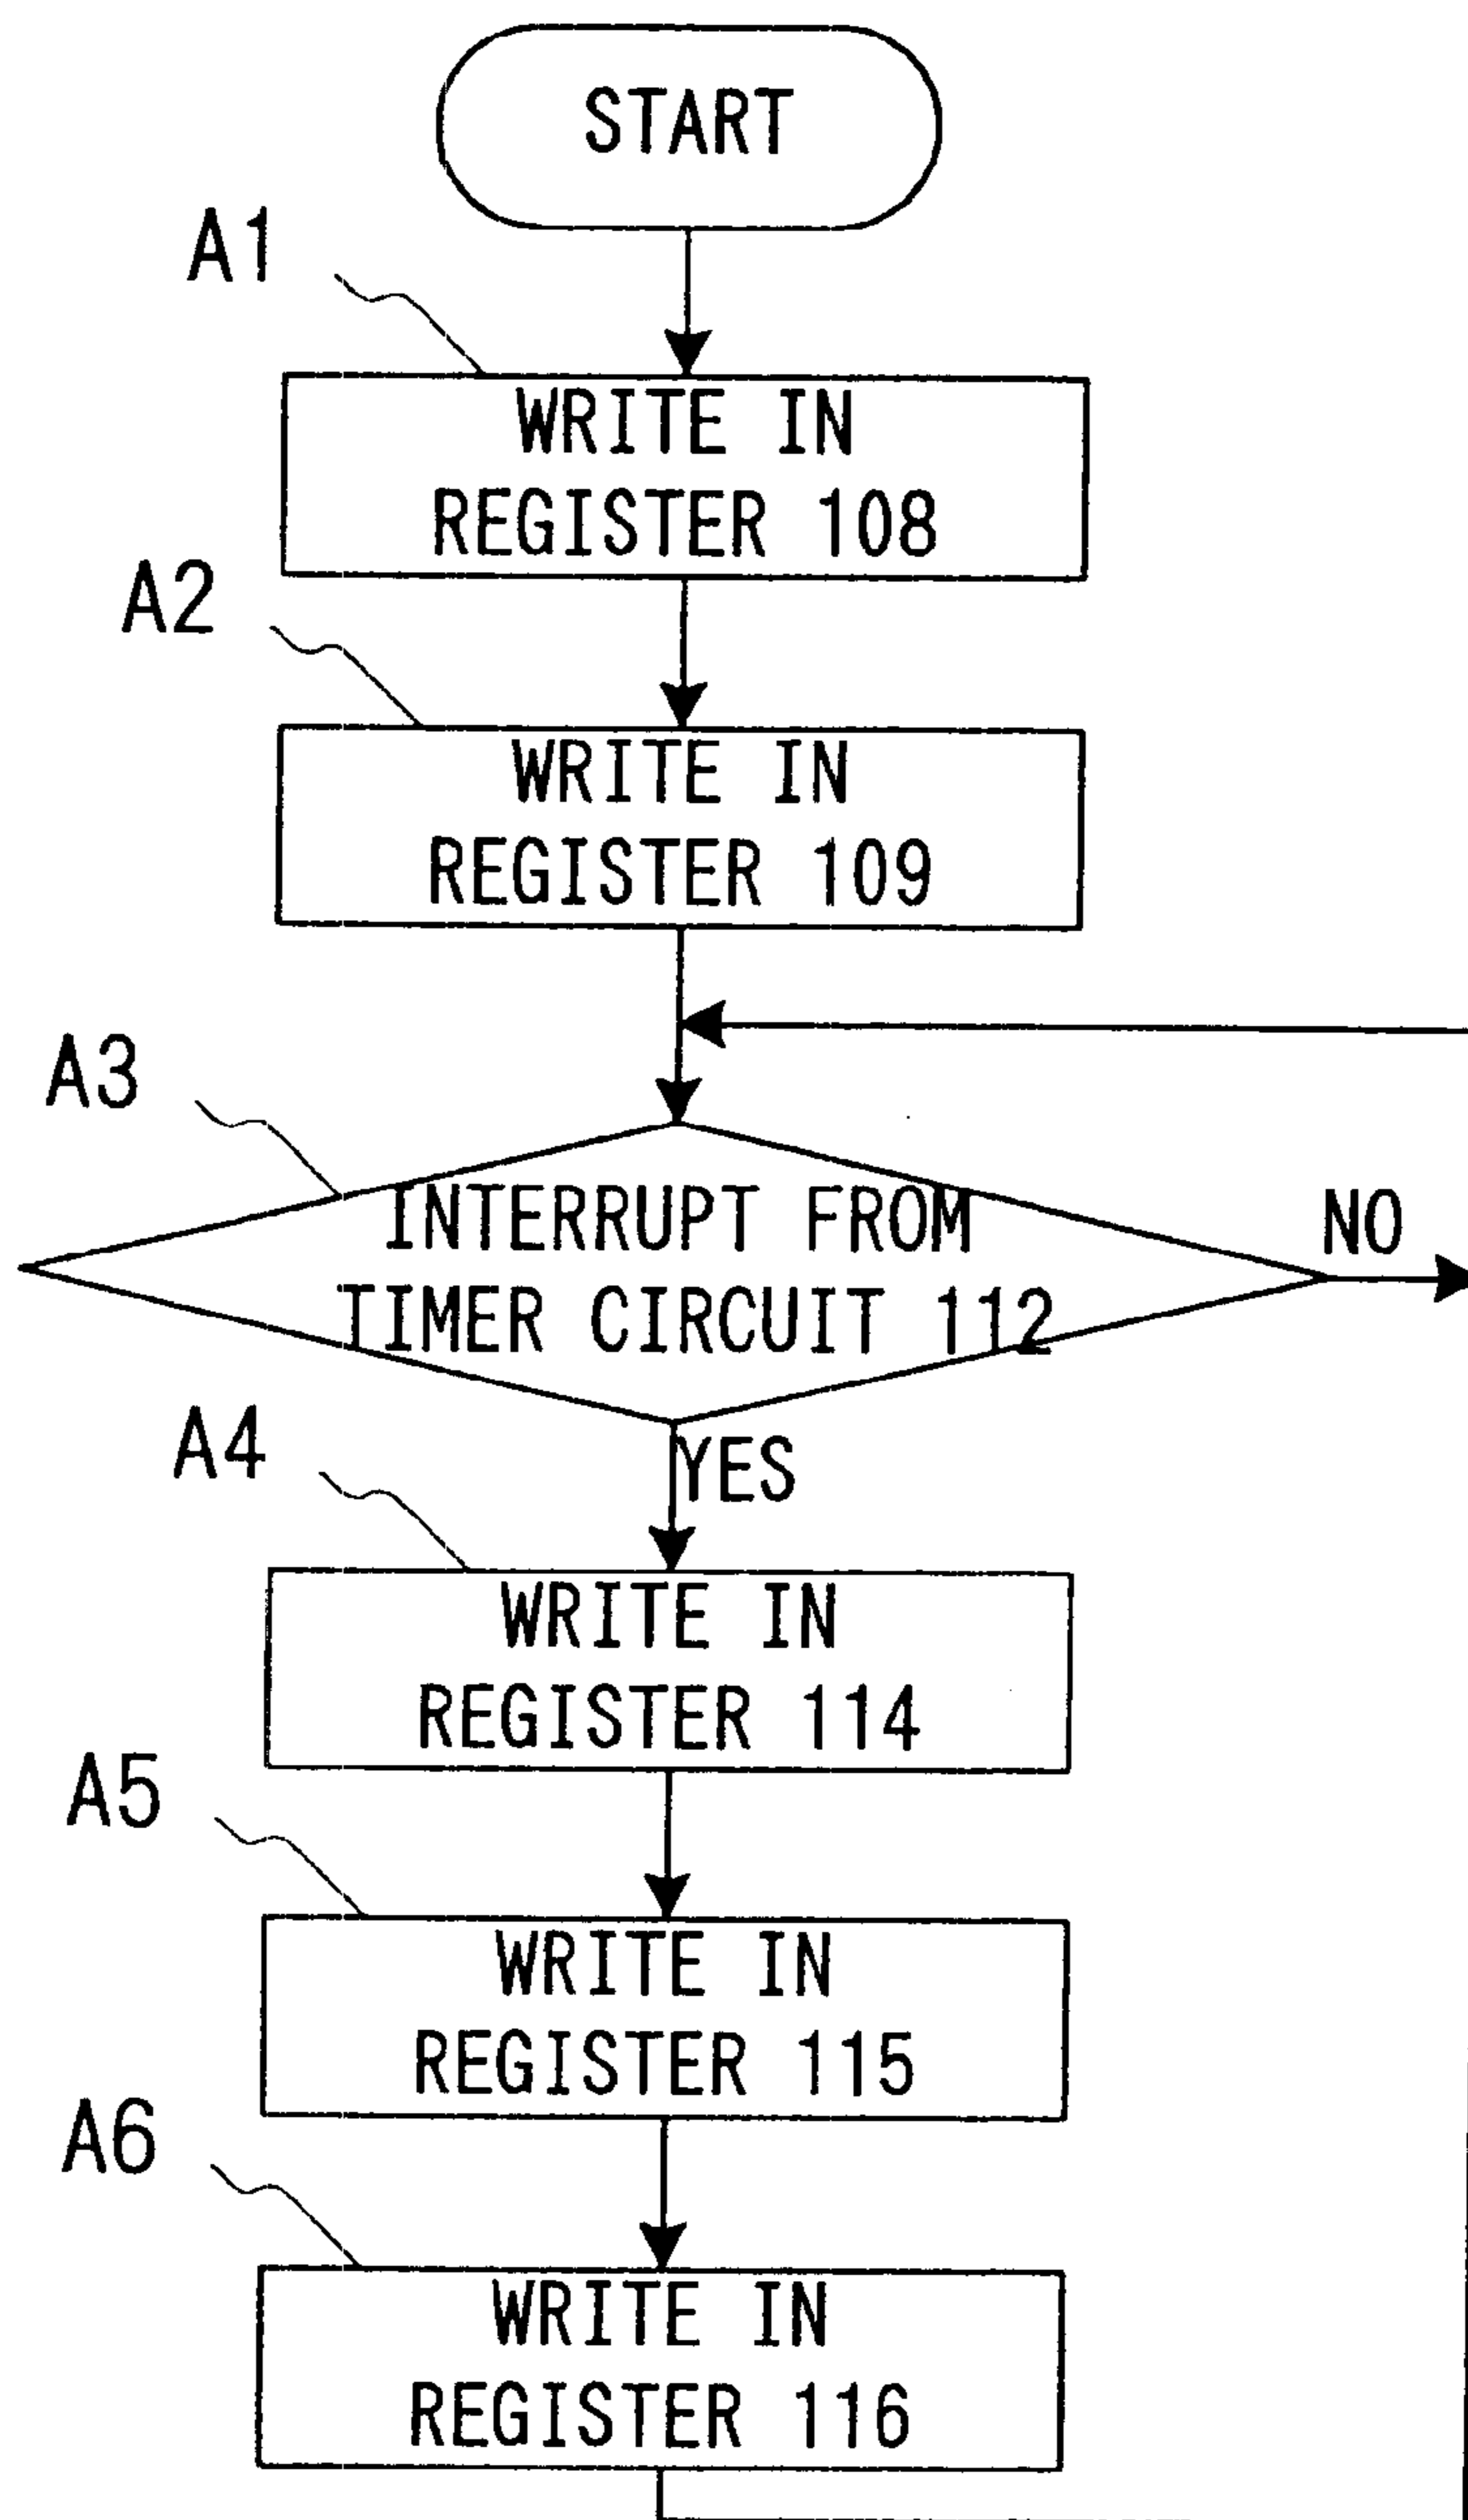 START
A1
WRITE IN
REGISTER 108
A2
WRITE IN
REGISTER 109
A3
INTERRUPT FROM
TIMER CIRCUIT 112
NO
YES
A4
WRITE IN
REGISTER 114
A5
WRITE IN
REGISTER 115
A6
WRITE IN
REGISTER 116